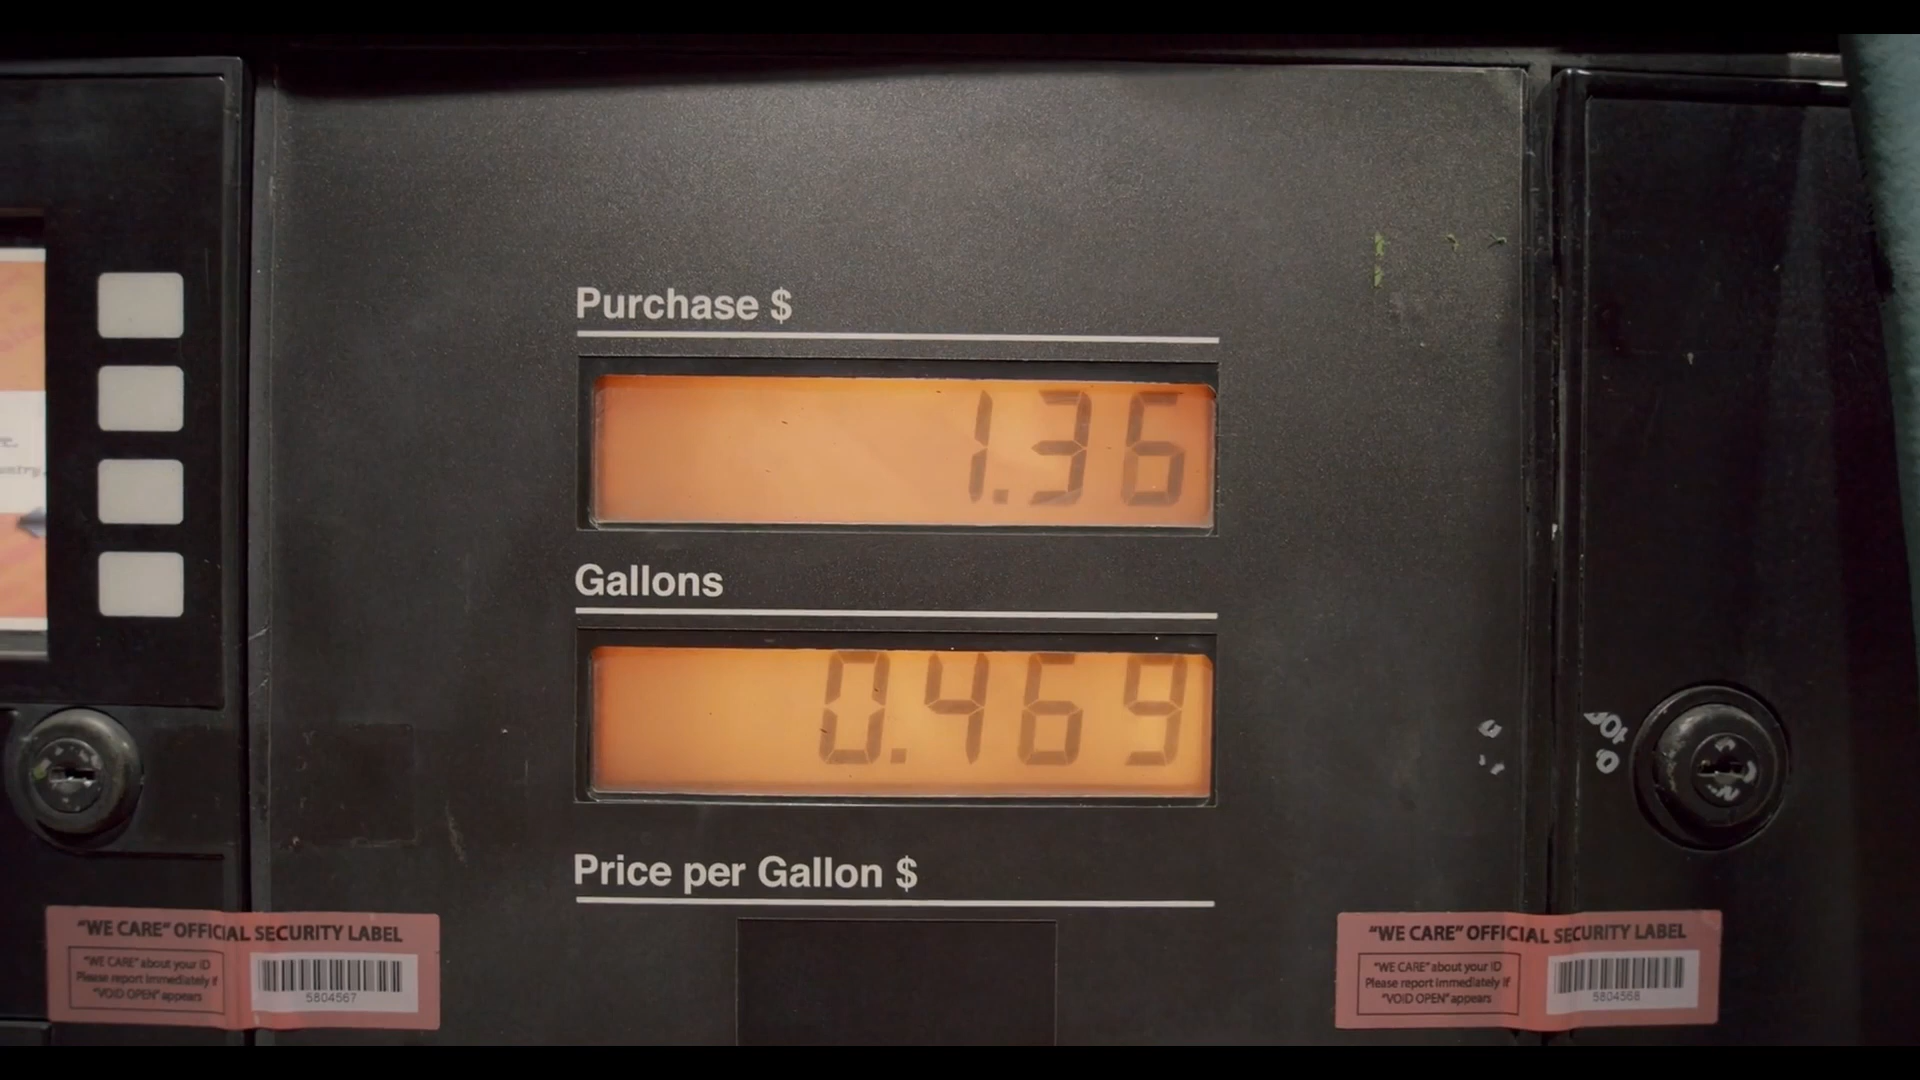 Purchase $
1.36
Gallons
0.469
Price per Gallon $
"WE CARE" OFFICIAL SECURITY LABEL
"WE CARE" about your ID
Please report immediately if
"VOID OPEN" appears
5804567
"WE CARE" OFFICIAL SECURITY LABEL
"WE CARE" about your ID
Please report immediately if
"VOID OPEN" appears
5804568